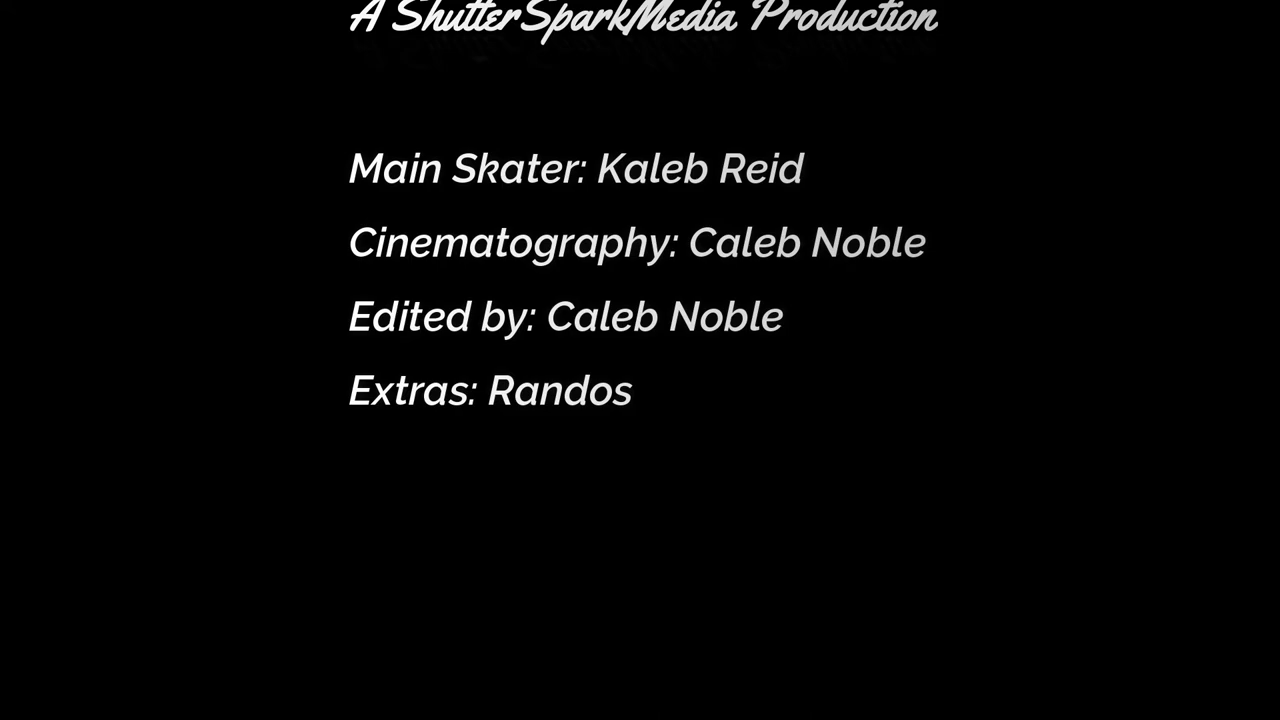 A ShutterSparkMedia Production
Main Skater: Kaleb Reid
Cinematography: Caleb Noble
Edited by: Caleb Noble
Extras: Randos